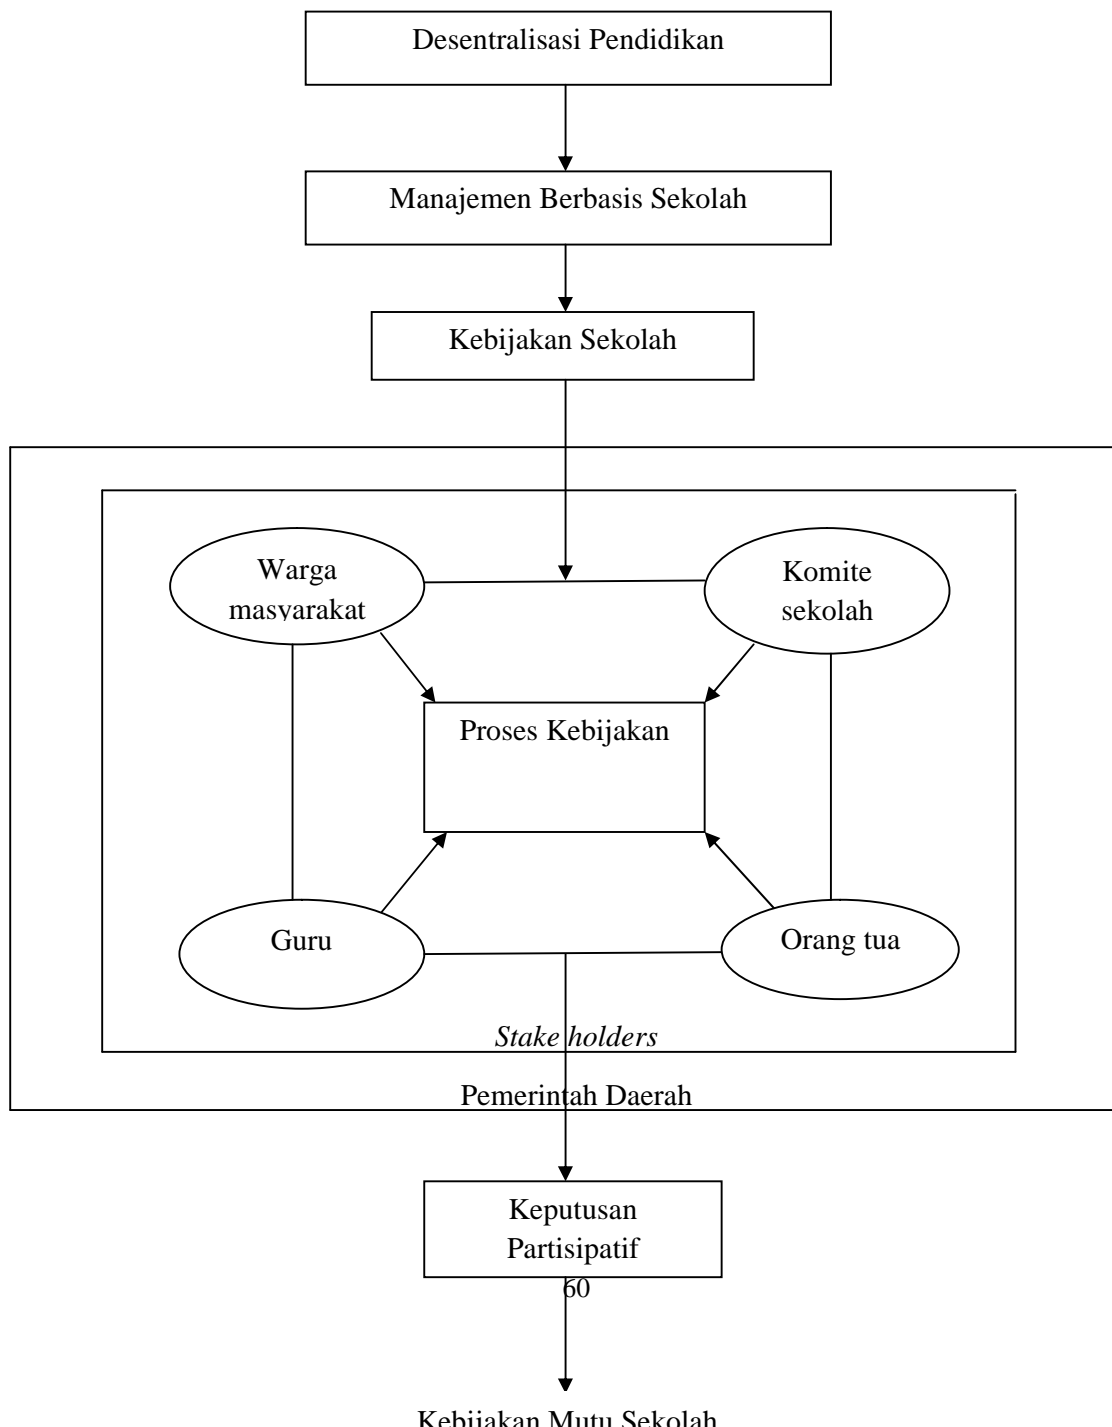 Desentralisasi Pendidikan
Manajemen Berbasis Sekolah
Kebijakan Sekolah
Warga
masyarakat
Komite
sekolah
Proses Kebijakan
Guru
Orang tua
Stake holders
Pemerintah Daerah
Keputusan
Partisipatif
60
Kebijakan Mutu Sekolah